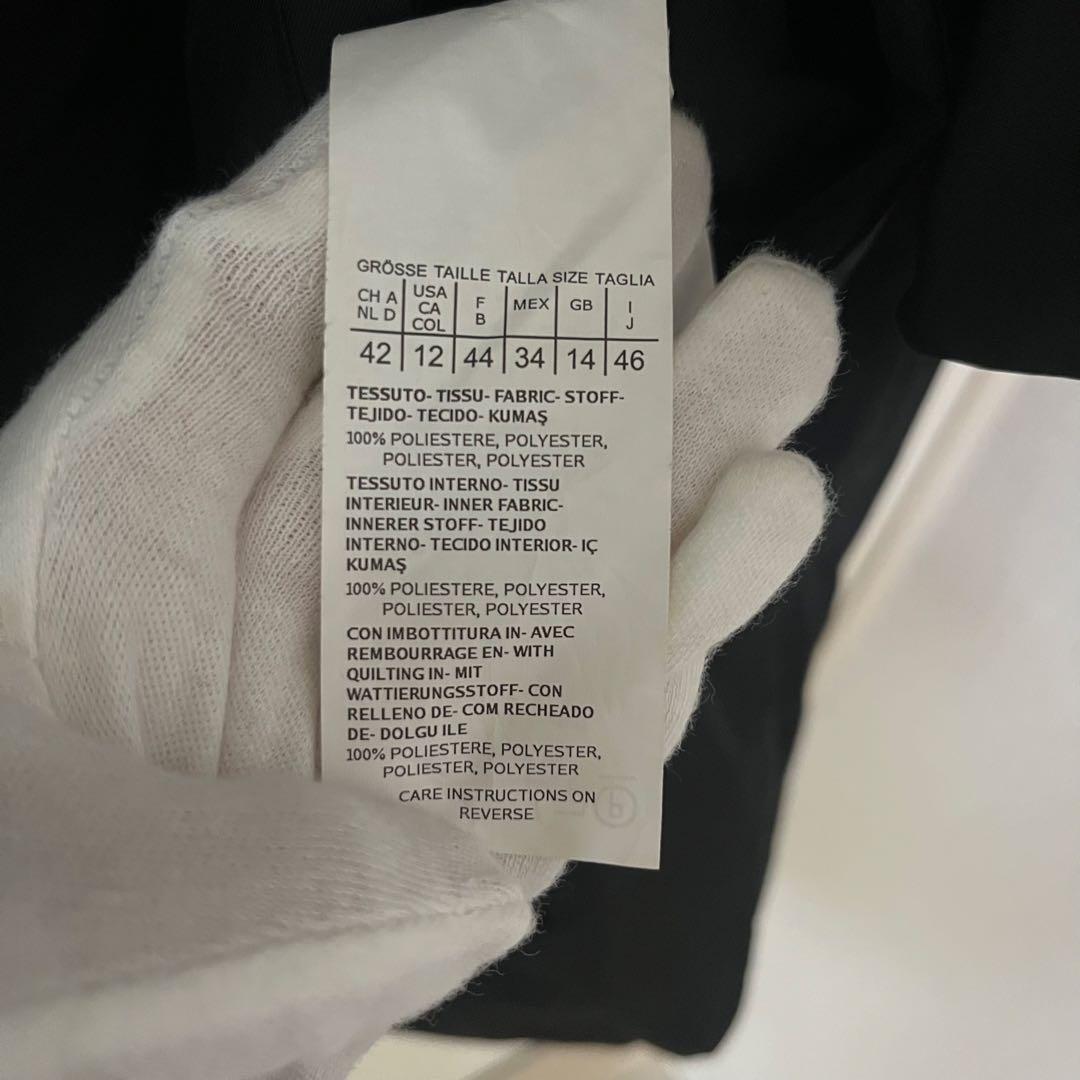 GRÖSSE TAILLE TALLA SIZE TAGLIA
CH A NL D | USA CA COL | F B | MEX | GB | I J
42 | 12 | 44 | 34 | 14 | 46
TESSUTO- TISSU- FABRIC- STOFF-
TEJIDO- TECIDO- KUMAŞ
100% POLIESTERE, POLYESTER,
POLIESTER, POLYESTER
TESSUTO INTERNO- TISSU
INTERIEUR- INNER FABRIC-
INNERER STOFF- TEJIDO
INTERNO- TECIDO INTERIOR- IÇ
KUMAŞ
100% POLIESTERE, POLYESTER,
POLIESTER, POLYESTER
CON IMBOTTITURA IN- AVEC
REMBOURRAGE EN- WITH
QUILTING IN- MIT
WATTIERUNGSSTOFF- CON
RELLENO DE- COM RECHEADO
DE- DOLGU ILE
100% POLIESTERE, POLYESTER,
POLIESTER, POLYESTER
CARE INSTRUCTIONS ON
REVERSE